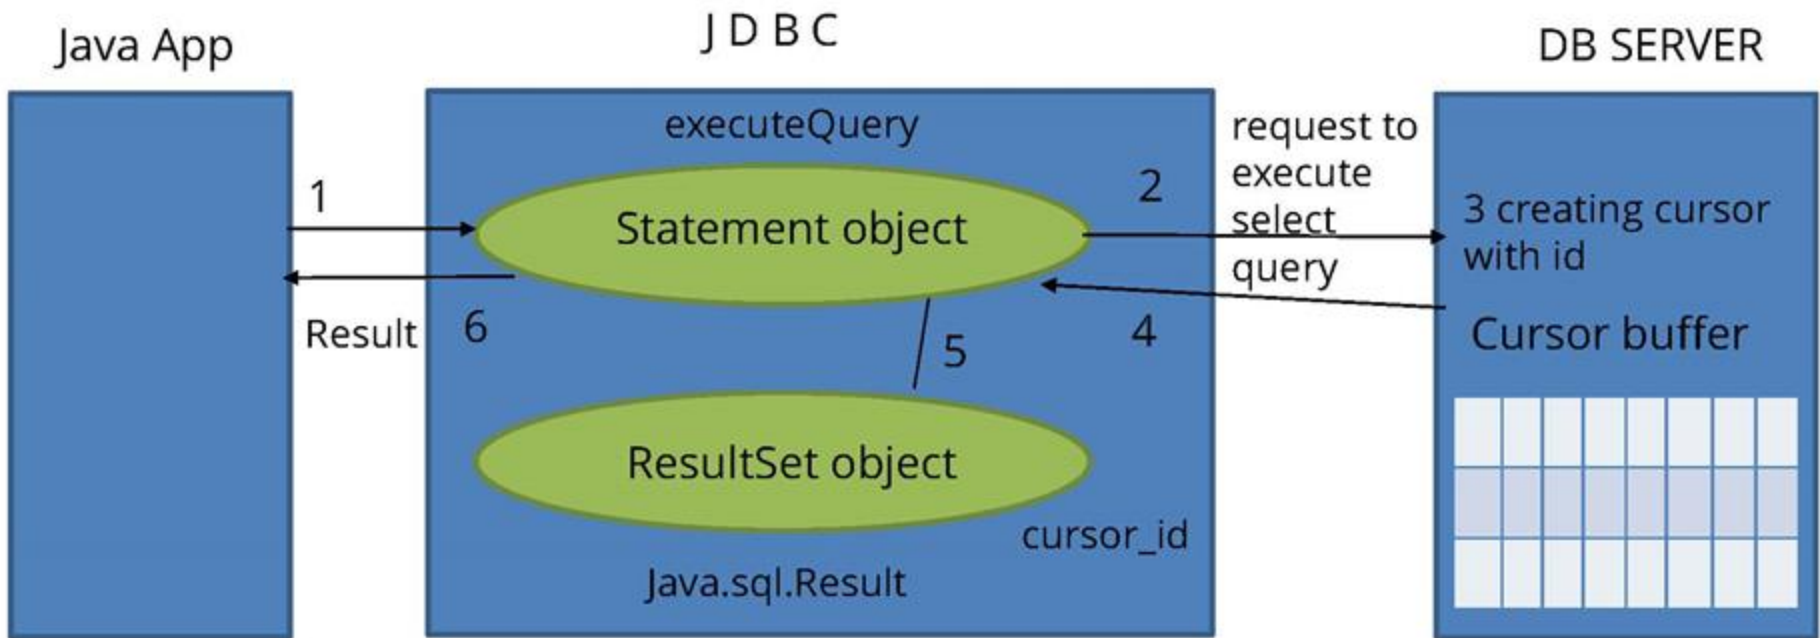 Java App
J D B C
DB SERVER
executeQuery
1
Statement object
2
request to
execute
select
query
3 creating cursor
with id
Result
6
5
4
Cursor buffer
ResultSet object
cursor_id
Java.sql.Result